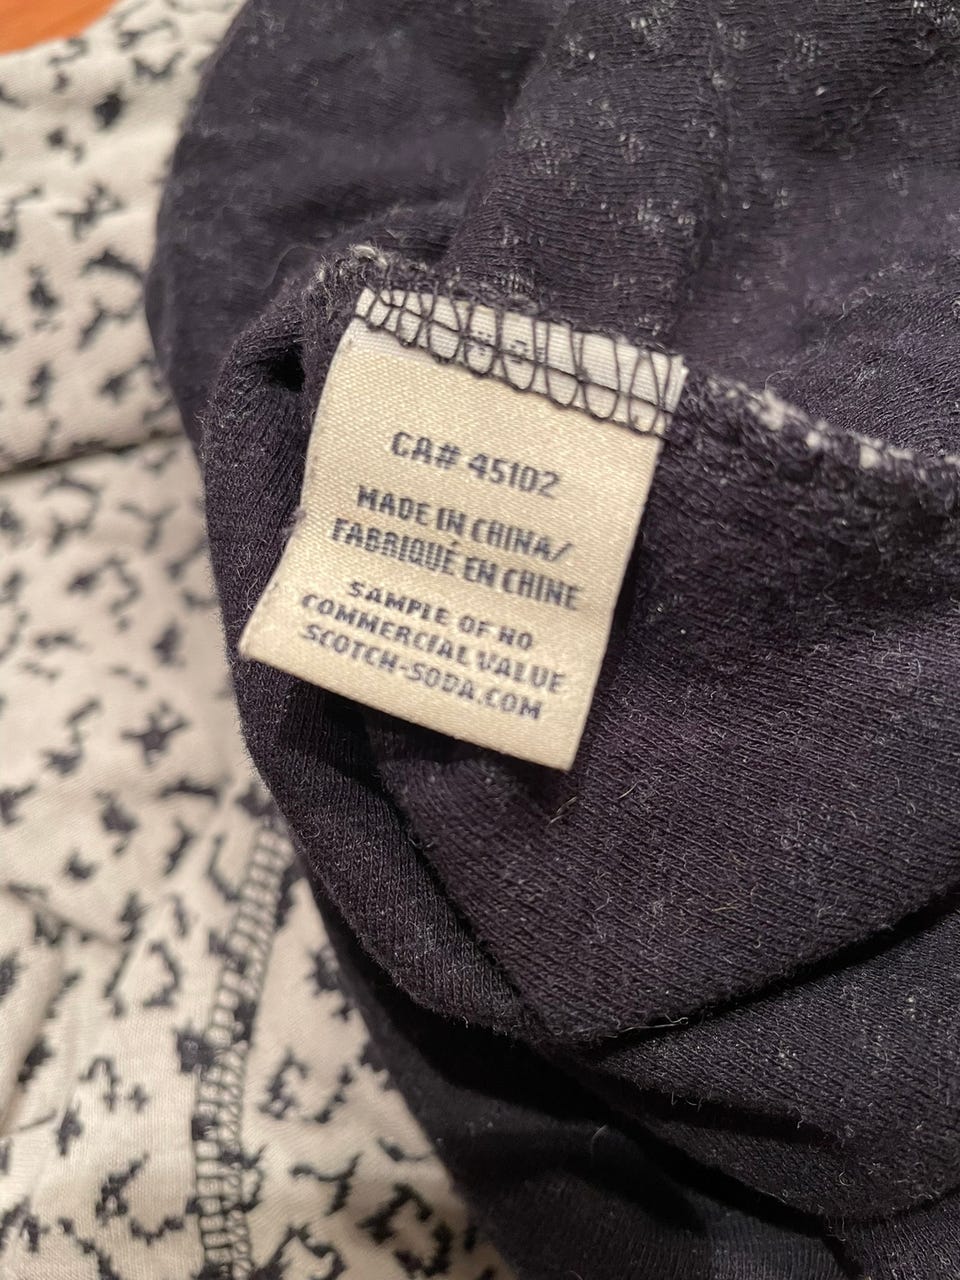 CA# 45102
MADE IN CHINA/
FABRIQUÉ EN CHINE
SAMPLE OF NO
COMMERCIAL VALUE
SCOTCH-SODA.COM